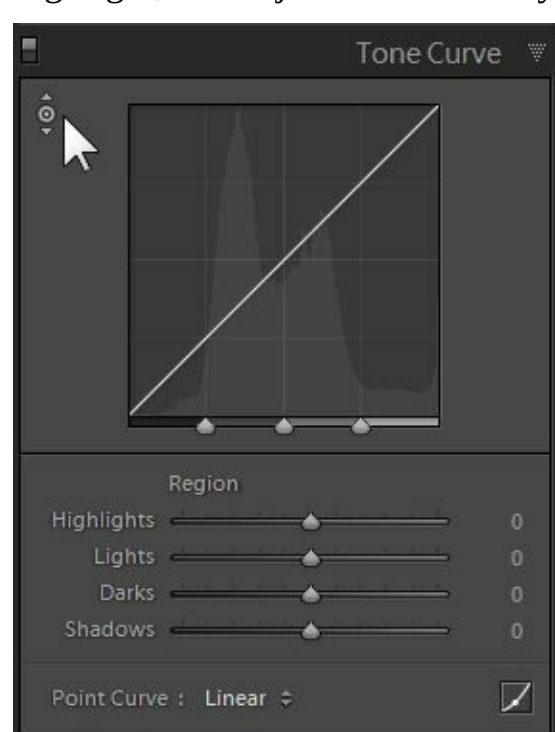 Tone Curve
Region
Highlights 0
Lights 0
Darks 0
Shadows 0
Point Curve : Linear